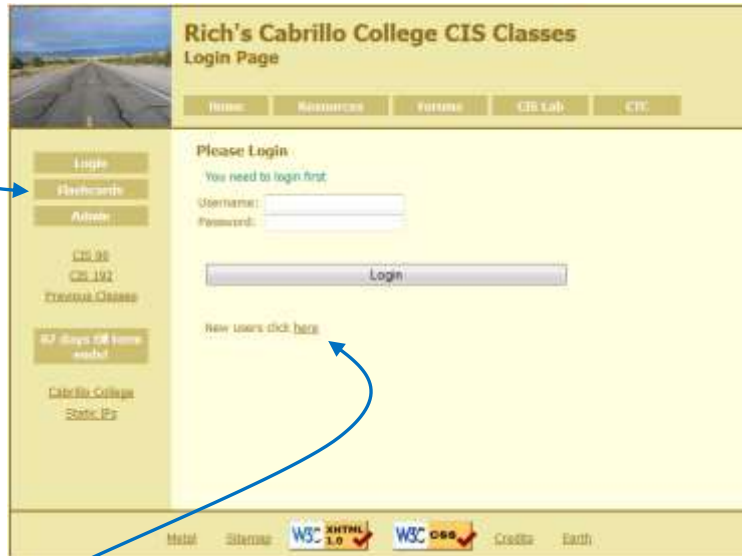 Rich's Cabrillo College CIS Classes
Login Page
Home Resources Forums CIS Lab CTC
Login
Flashcards
Admin
CIS 90
CIS 192
Previous Classes
days till term ends!
Cabrillo College
Static IPs
Please Login
You need to login first
Username:
Password:
Login
New users click here
Metal Sitemap W3C XHTML 1.0 W3C css Credits Earth